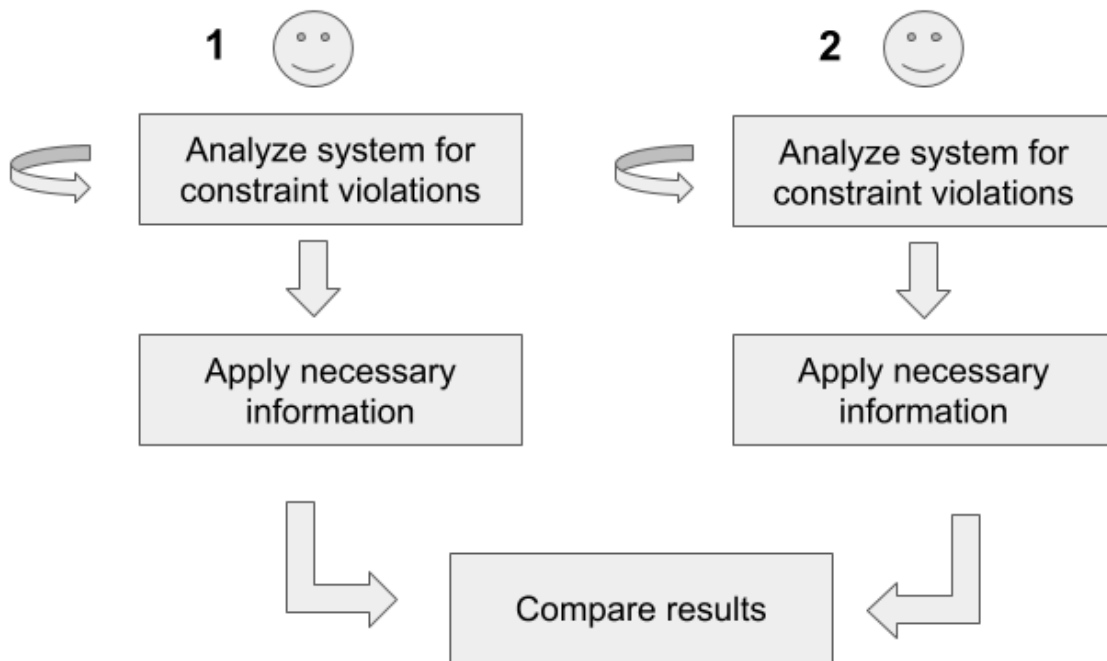 1
2
Analyze system for
constraint violations
Analyze system for
constraint violations
Apply necessary
information
Apply necessary
information
Compare results